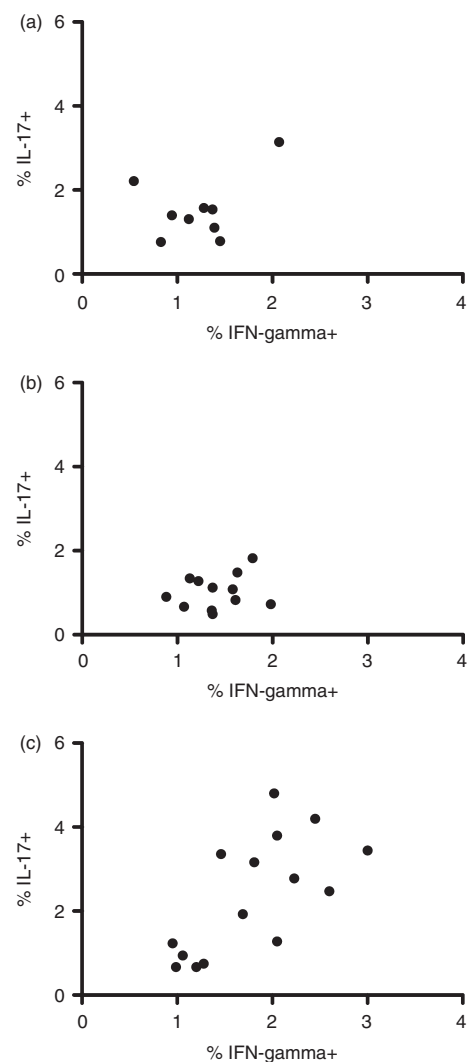 (a)
6
4
2
0
% IL-17+
0 1 2 3 4
% IFN-gamma+
(b)
6
4
2
0
% IL-17+
0 1 2 3 4
% IFN-gamma+
(c)
6
4
2
0
% IL-17+
0 1 2 3 4
% IFN-gamma+